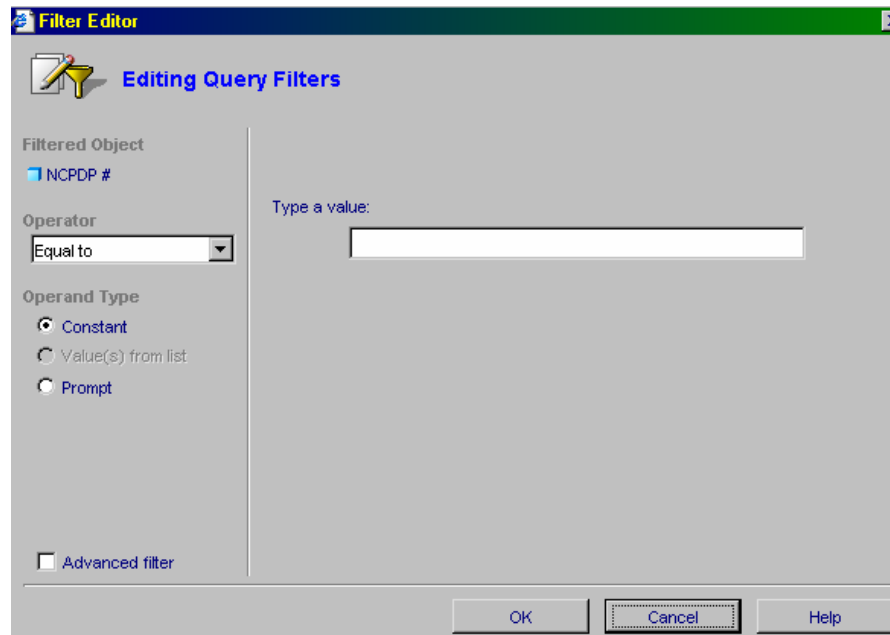 Filter Editor
Editing Query Filters
Filtered Object
NCPDP #
Operator
Equal to
Operand Type
Constant
Value(s) from list
Prompt
Advanced filter
Type a value:
OK
Cancel
Help